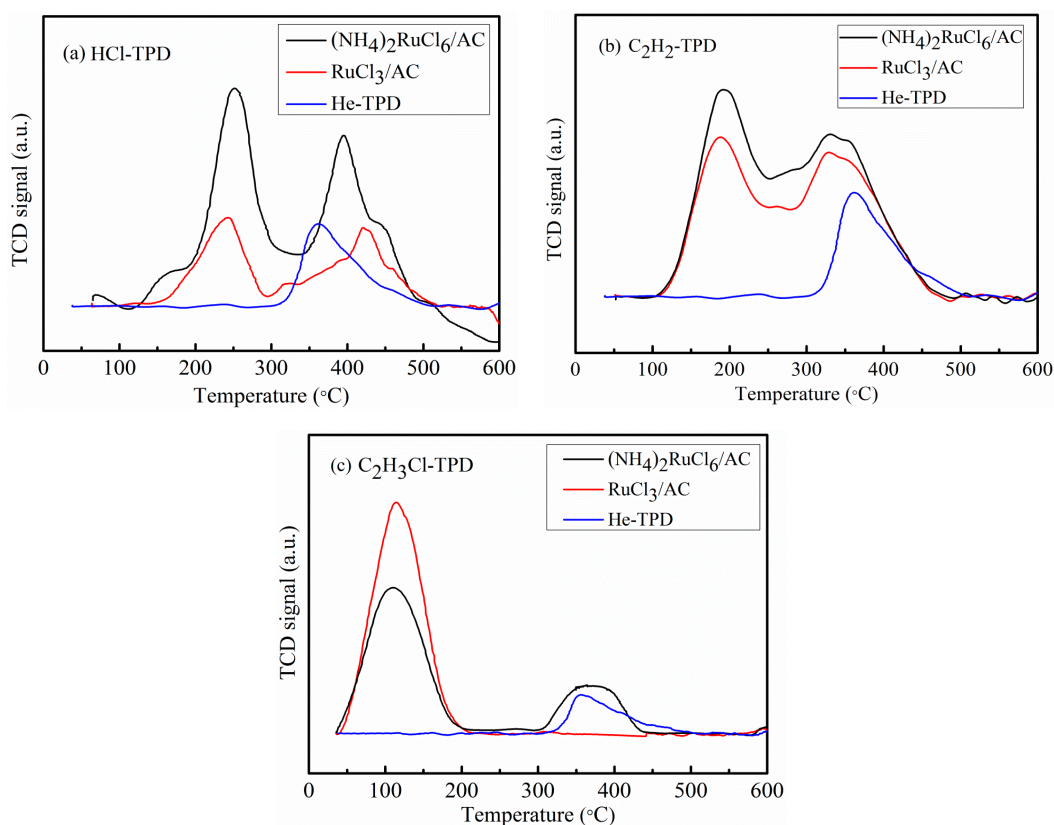 (a) HCl-TPD
(NH4)2RuCl6/AC
RuCl3/AC
He-TPD
TCD signal (a.u.)
0 100 200 300 400 500 600
Temperature (°C)
(b) C2H2-TPD
(NH4)2RuCl6/AC
RuCl3/AC
He-TPD
TCD signal (a.u.)
0 100 200 300 400 500 600
Temperature (°C)
(c) C2H3Cl-TPD
(NH4)2RuCl6/AC
RuCl3/AC
He-TPD
TCD signal (a.u.)
0 100 200 300 400 500 600
Temperature (°C)